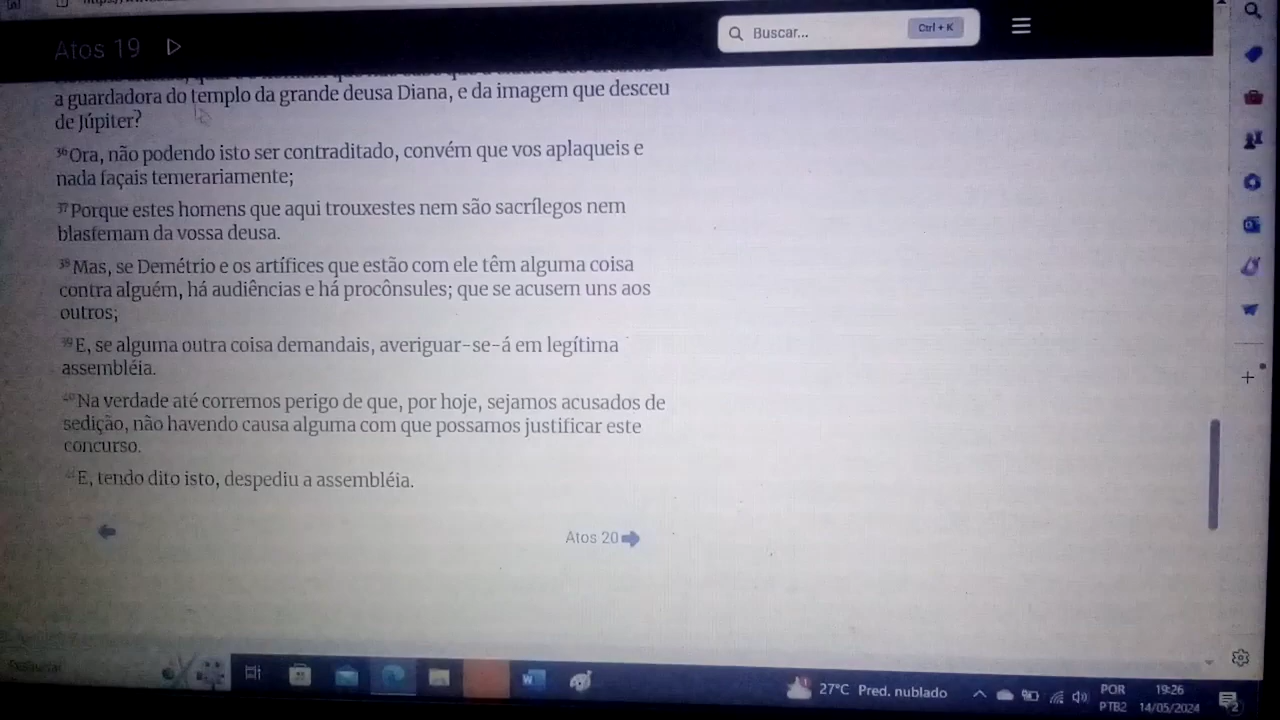 Atos 19
Buscar...
Ctrl + K
a guardadora do templo da grande deusa Diana, e da imagem que desceu
de Júpiter?
36Ora, não podendo isto ser contraditado, convém que vos aplaqueis e
nada façais temerariamente;
37Porque estes homens que aqui trouxestes nem são sacrílegos nem
blasfemam da vossa deusa.
38Mas, se Demétrio e os artífices que estão com ele têm alguma coisa
contra alguém, há audiências e há procônsules; que se acusem uns aos
outros;
39E, se alguma outra coisa demandais, averiguar-se-á em legítima
assembléia.
40Na verdade até corremos perigo de que, por hoje, sejamos acusados de
sedição, não havendo causa alguma com que possamos justificar este
concurso.
41E, tendo dito isto, despediu a assembléia.
Atos 20
27°C Pred. nublado
POR
PTB2
19:26
14/05/2024